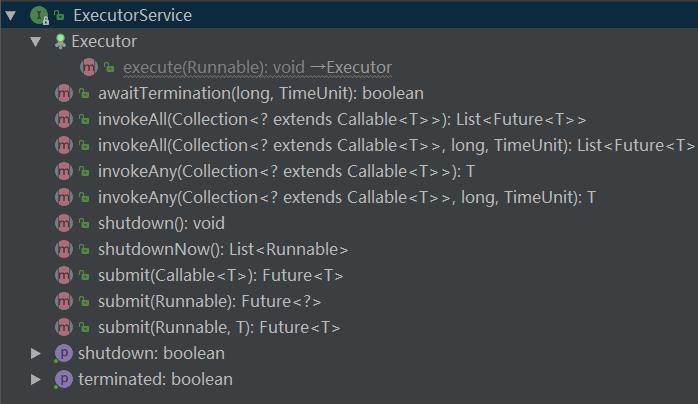 ExecutorService
Executor
execute(Runnable): void →Executor
awaitTermination(long, TimeUnit): boolean
invokeAll(Collection<? extends Callable<T>>): List<Future<T>>
invokeAll(Collection<? extends Callable<T>>, long, TimeUnit): List<Future<T>
invokeAny(Collection<? extends Callable<T>>): T
invokeAny(Collection<? extends Callable<T>>, long, TimeUnit): T
shutdown(): void
shutdownNow(): List<Runnable>
submit(Callable<T>): Future<T>
submit(Runnable): Future<?>
submit(Runnable, T): Future<T>
shutdown: boolean
terminated: boolean